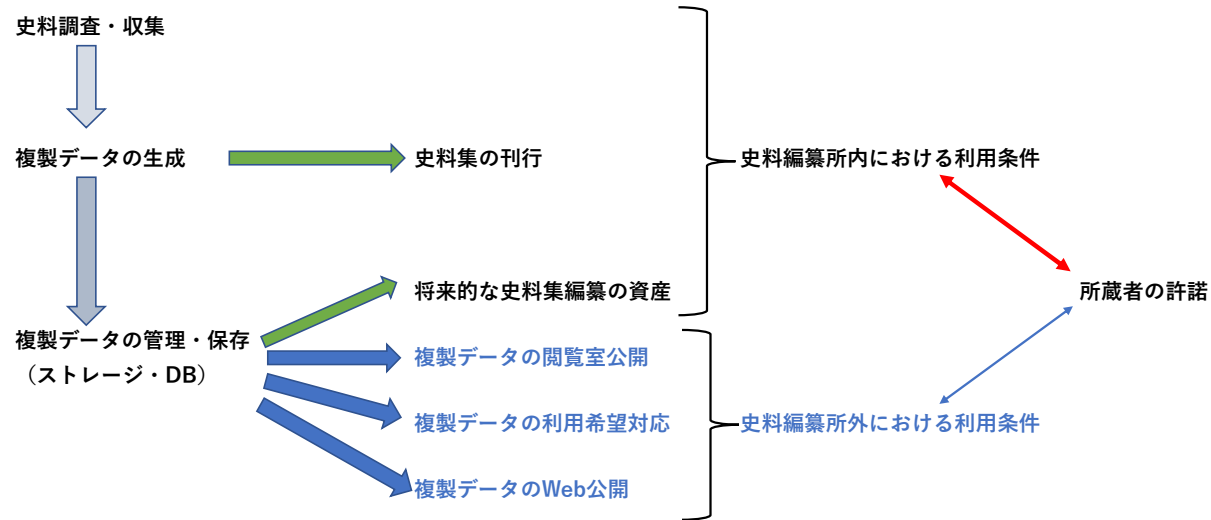 史料調査・収集
複製データの生成
史料集の刊行
史料編纂所内における利用条件
将来的な史料集編纂の資産
所蔵者の許諾
複製データの管理・保存
（ストレージ・DB）
複製データの閲覧室公開
複製データの利用希望対応
史料編纂所外における利用条件
複製データのWeb公開